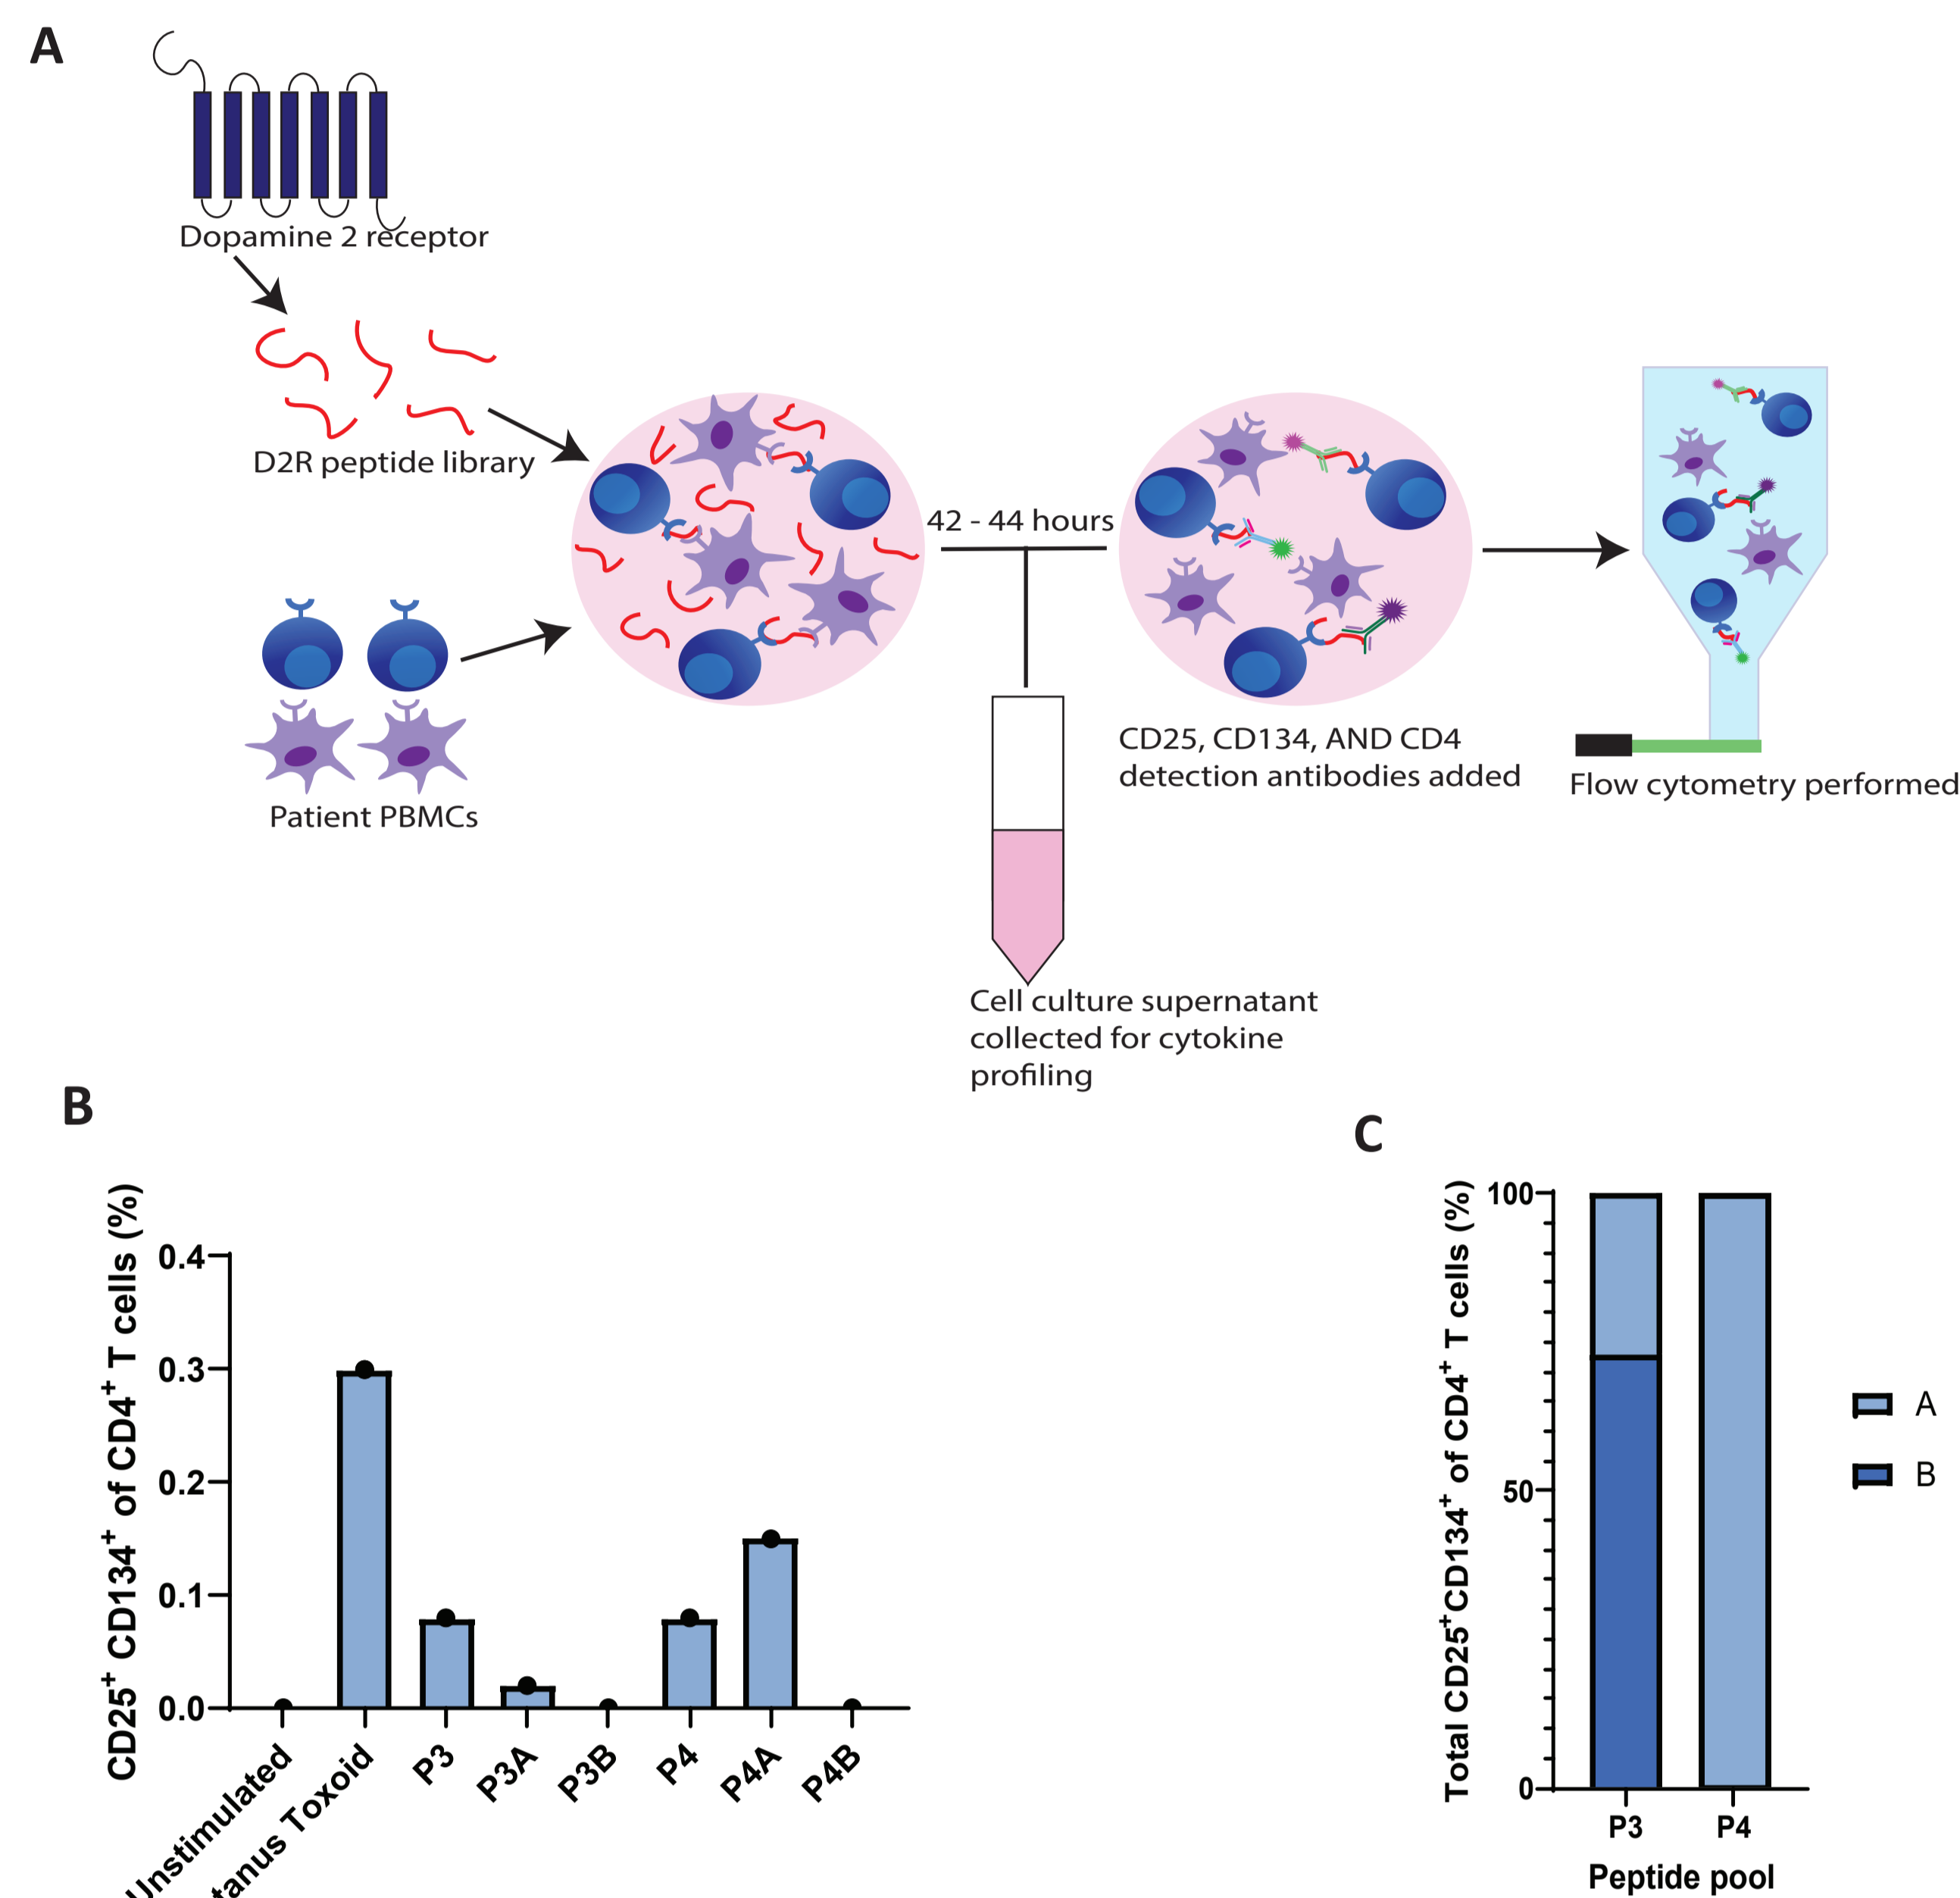 A
Dopamine 2 receptor
D2R peptide library
Patient PBMCs
42 - 44 hours
Cell culture supernatant
collected for cytokine
profiling
CD25, CD134, AND CD4
detection antibodies added
Flow cytometry performed
B
CD25+ CD134+ of CD4+ T cells (%)
0.4
0.3
0.2
0.1
0.0
Unstimulated
tanus Toxoid
P3
P3A
P3B
P4
P4A
P4B
C
Total CD25+CD134+ of CD4+ T cells (%)
100
50
0
P3
P4
Peptide pool
A
B